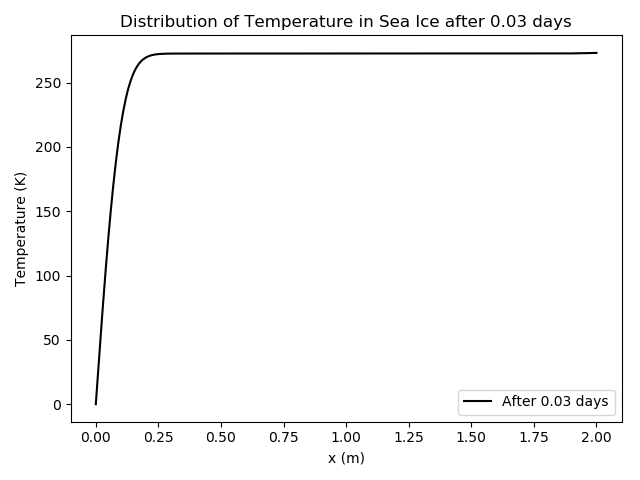 Distribution of Temperature in Sea Ice after 0.03 days
Temperature (K)
250
200
150
100
50
0
After 0.03 days
0.00 0.25 0.50 0.75 1.00 1.25 1.50 1.75 2.00
x (m)